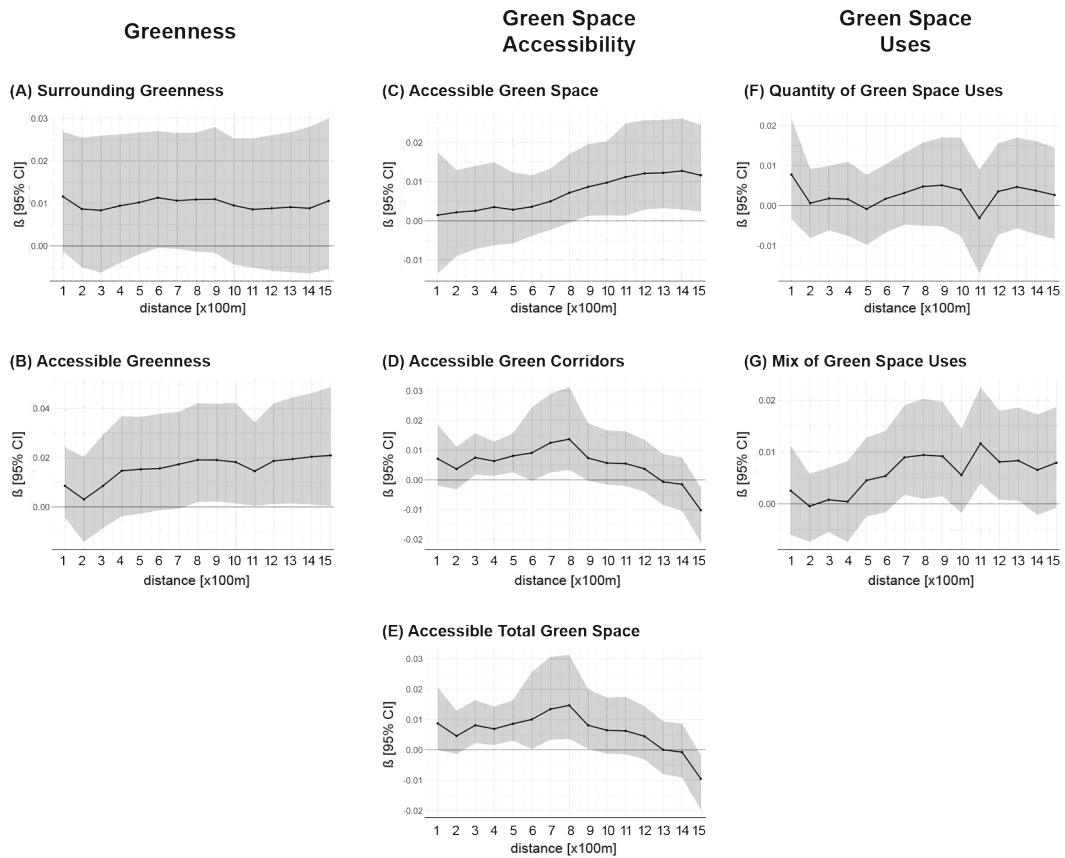 Greenness
Green Space
Accessibility
Green Space
Uses
(A) Surrounding Greenness
ß [95% CI]
0.03
0.02
0.01
0.00
1 2 3 4 5 6 7 8 9 10 11 12 13 14 15
distance [x100m]
(C) Accessible Green Space
ß [95% CI]
0.02
0.01
0.00
-0.01
1 2 3 4 5 6 7 8 9 10 11 12 13 14 15
distance [x100m]
(F) Quantity of Green Space Uses
ß [95% CI]
0.02
0.01
0.00
-0.01
1 2 3 4 5 6 7 8 9 10 11 12 13 14 15
distance [x100m]
(B) Accessible Greenness
ß [95% CI]
0.04
0.02
0.00
1 2 3 4 5 6 7 8 9 10 11 12 13 14 15
distance [x100m]
(D) Accessible Green Corridors
ß [95% CI]
0.03
0.02
0.01
0.00
-0.01
-0.02
1 2 3 4 5 6 7 8 9 10 11 12 13 14 15
distance [x100m]
(G) Mix of Green Space Uses
ß [95% CI]
0.02
0.01
0.00
1 2 3 4 5 6 7 8 9 10 11 12 13 14 15
distance [x100m]
(E) Accessible Total Green Space
ß [95% CI]
0.03
0.02
0.01
0.00
-0.01
-0.02
1 2 3 4 5 6 7 8 9 10 11 12 13 14 15
distance [x100m]